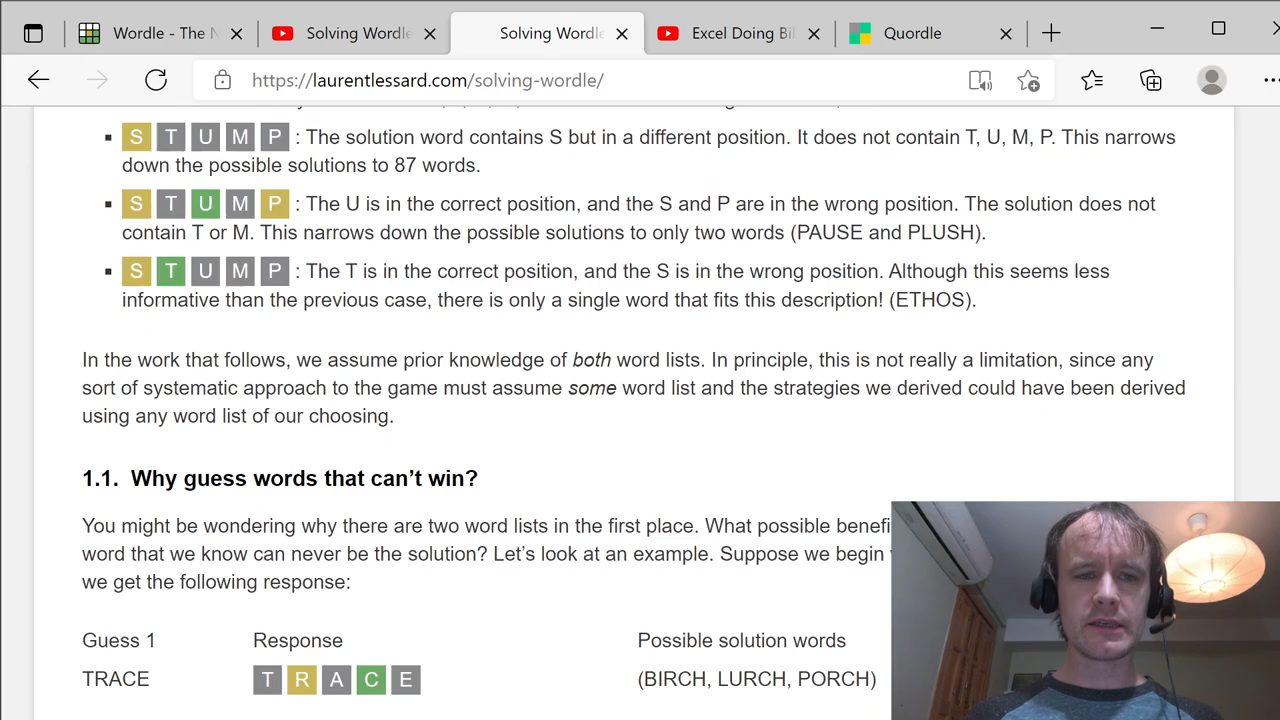 Wordle - The N
Solving Wordle
Solving Wordle
Excel Doing Bil
Quordle
https://laurentlessard.com/solving-wordle/
S T U M P : The solution word contains S but in a different position. It does not contain T, U, M, P. This narrows
down the possible solutions to 87 words.
S T U M P : The U is in the correct position, and the S and P are in the wrong position. The solution does not
contain T or M. This narrows down the possible solutions to only two words (PAUSE and PLUSH).
S T U M P : The T is in the correct position, and the S is in the wrong position. Although this seems less
informative than the previous case, there is only a single word that fits this description! (ETHOS).
In the work that follows, we assume prior knowledge of both word lists. In principle, this is not really a limitation, since any
sort of systematic approach to the game must assume some word list and the strategies we derived could have been derived
using any word list of our choosing.
1.1. Why guess words that can’t win?
You might be wondering why there are two word lists in the first place. What possible benefi
word that we know can never be the solution? Let’s look at an example. Suppose we begin
we get the following response:
Guess 1 Response Possible solution words
TRACE T R A C E (BIRCH, LURCH, PORCH)